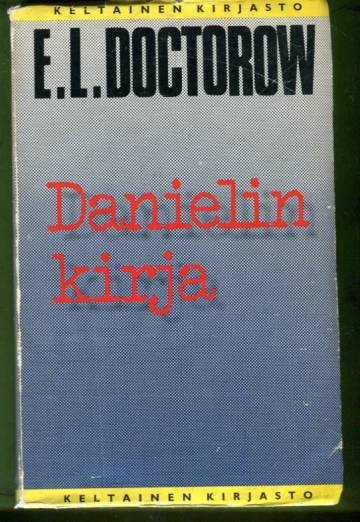 KELTAINEN KIRJASTO
E.L.DOCTOROW
Danielin
kirja
KELTAINEN KIRJASTO